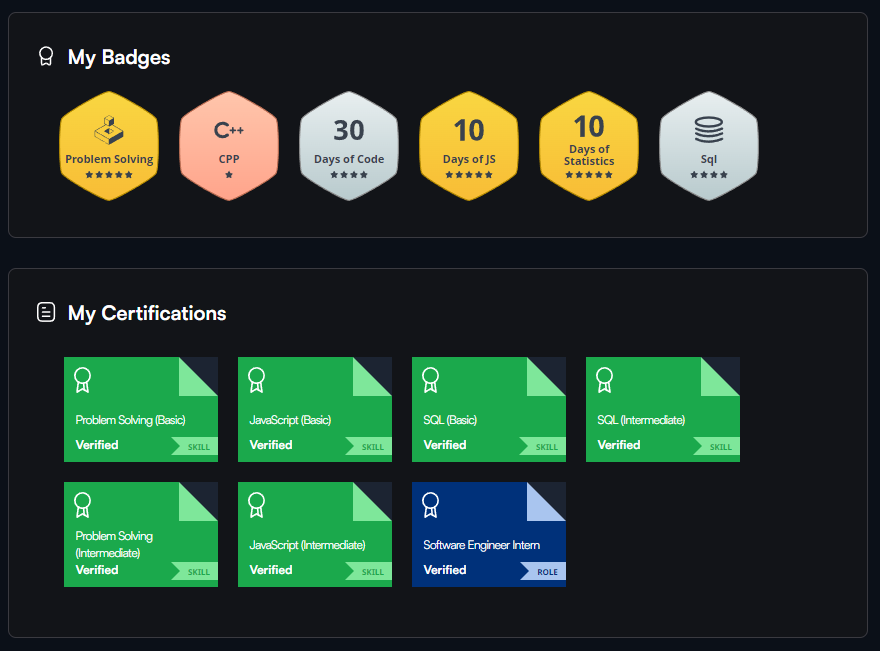 My Badges
Problem Solving
C++
CPP
30
Days of Code
10
Days of JS
10
Days of
Statistics
Sql
My Certifications
Problem Solving (Basic)
Verified
SKILL
JavaScript (Basic)
Verified
SKILL
SQL (Basic)
Verified
SKILL
SQL (Intermediate)
Verified
SKILL
Problem Solving
(Intermediate)
Verified
SKILL
JavaScript (Intermediate)
Verified
SKILL
Software Engineer Intern
Verified
ROLE